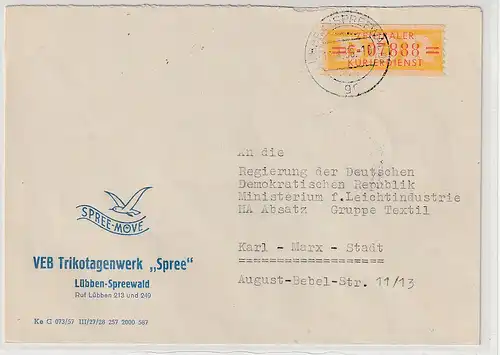 ZENTRALER
07888
KURIERDIENST
An die
Regierung der Deutschen
Demokratischen Republik
Ministerium f.Leichtindustrie
HA Absatz Gruppe Textil
Karl - Marx - Stadt
August-Bebel-Str. 11/13
SPREE-MÖVE
VEB Trikotagenwerk „Spree“
Lübben-Spreewald
Ruf Lübben 213 und 249
Ke G 073/57 III/27/28 257 2000 567